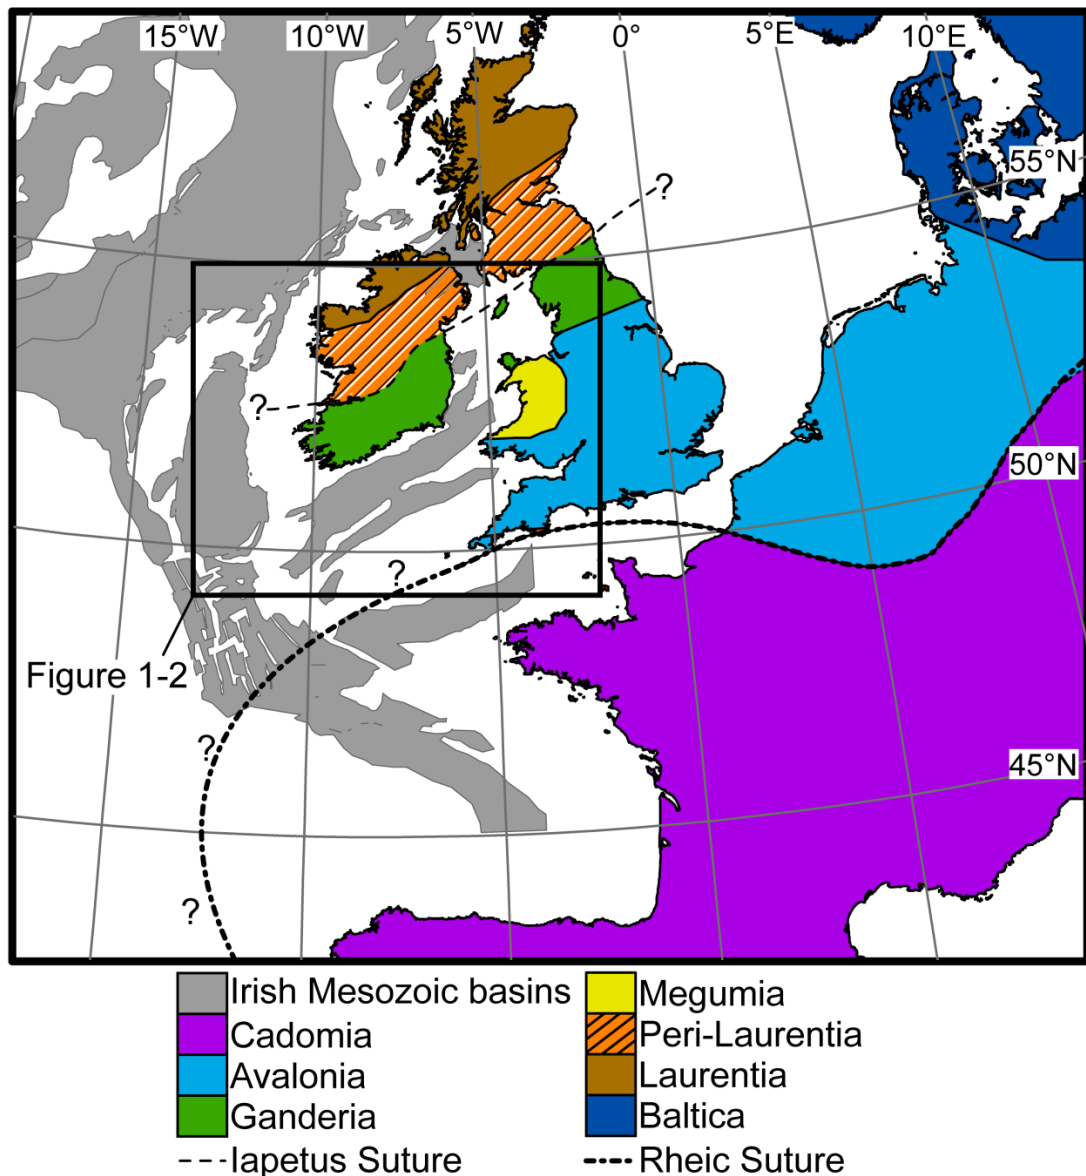 15°W 10°W 5°W 0° 5°E 10°E
55°N
?
?
50°N
?
Figure 1-2
?
45°N
?
Irish Mesozoic basins Megumia
Cadomia Peri-Laurentia
Avalonia Laurentia
Ganderia Baltica
Iapetus Suture Rheic Suture